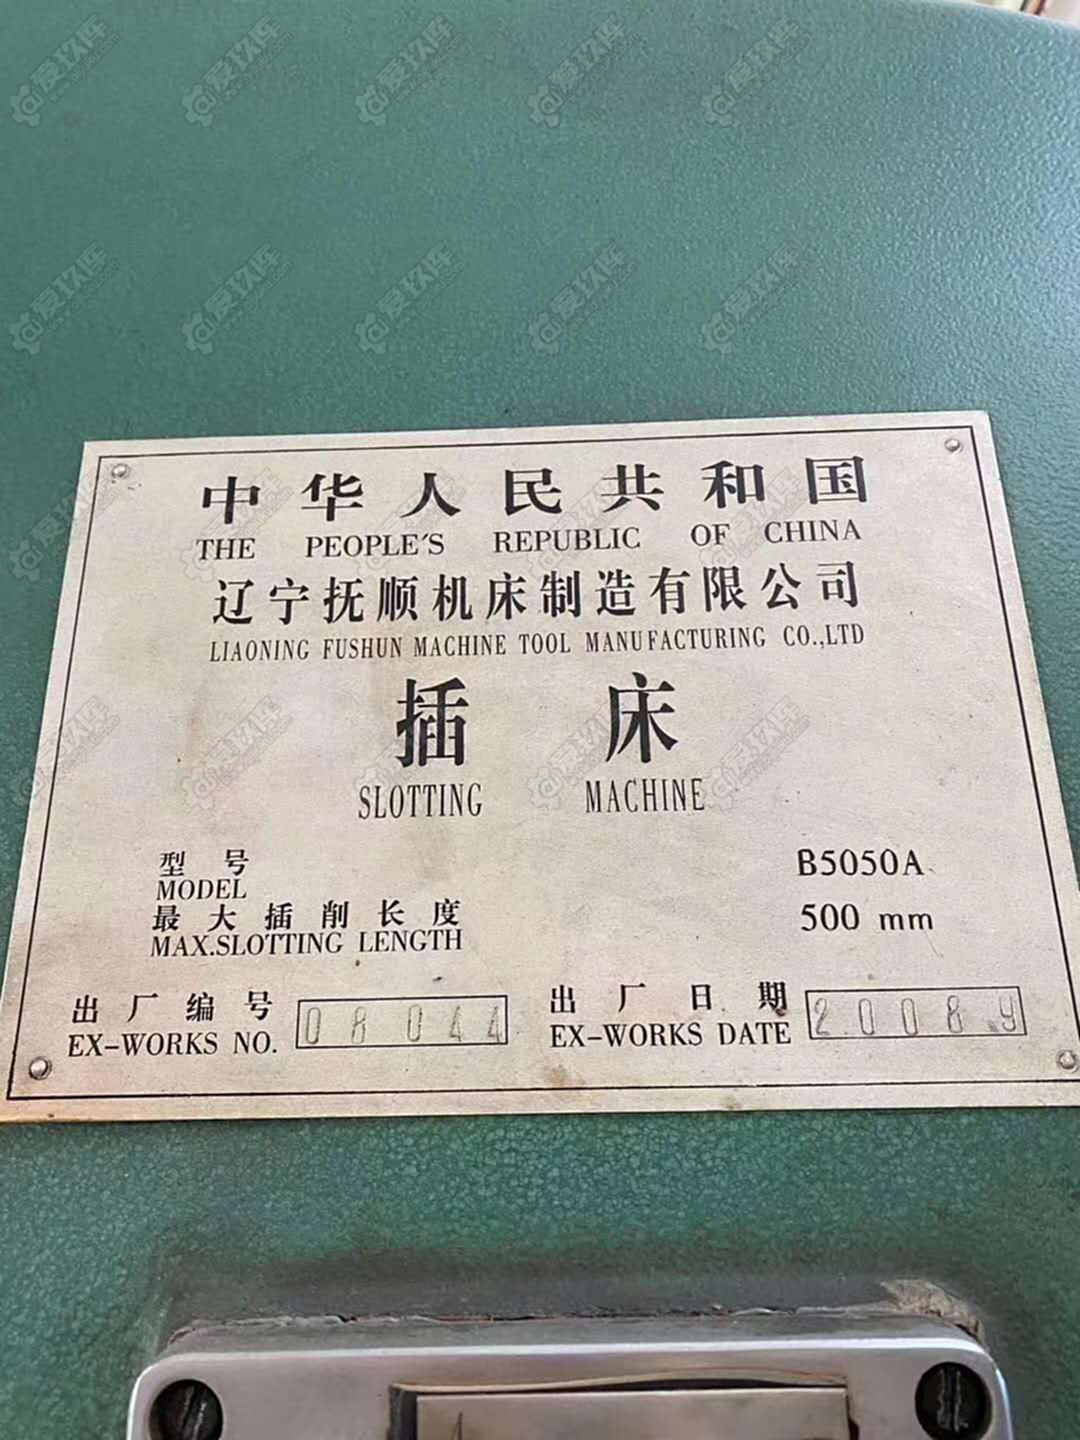 中华人民共和国
THE PEOPLE'S REPUBLIC OF CHINA
辽宁抚顺机床制造有限公司
LIAONING FUSHUN MACHINE TOOL MANUFACTURING CO.,LTD
插床
SLOTTING MACHINE
型号 B5050A
MODEL
最大插削长度 500 mm
MAX.SLOTTING LENGTH
出厂编号 08044 出厂日期 2008.9
EX-WORKS NO. EX-WORKS DATE